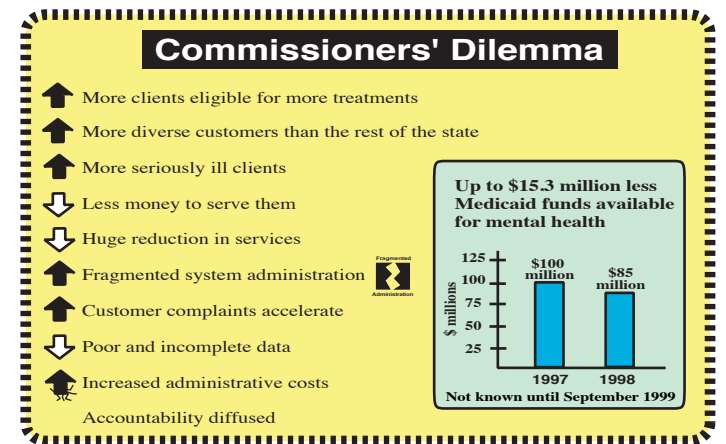 Commissioners' Dilemma
More clients eligible for more treatments
More diverse customers than the rest of the state
More seriously ill clients
Less money to serve them
Huge reduction in services
Fragmented system administration
Fragmented
Administration
Customer complaints accelerate
Poor and incomplete data
Increased administrative costs
Accountability diffused
Up to $15.3 million less
Medicaid funds available
for mental health
$ millions
125
100
75
50
25
$100
million
$85
million
1997 1998
Not known until September 1999